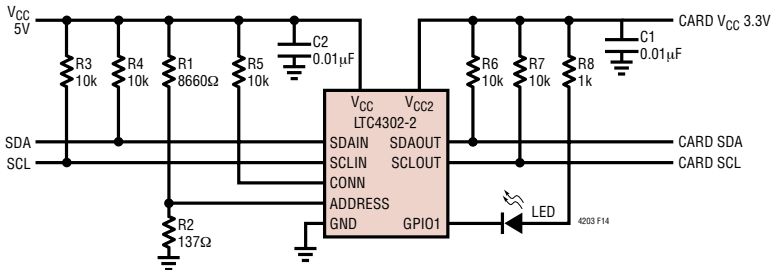 VCC
5V
CARD VCC 3.3V
R3
10k
R4
10k
R1
8660Ω
R5
10k
C2
0.01μF
R6
10k
R7
10k
R8
1k
C1
0.01μF
VCC VCC2
LTC4302-2
SDA
SCL
SDAIN SDAOUT
SCLIN SCLOUT
CONN
ADDRESS
GND GPIO1
CARD SDA
CARD SCL
R2
137Ω
LED
4203 F14